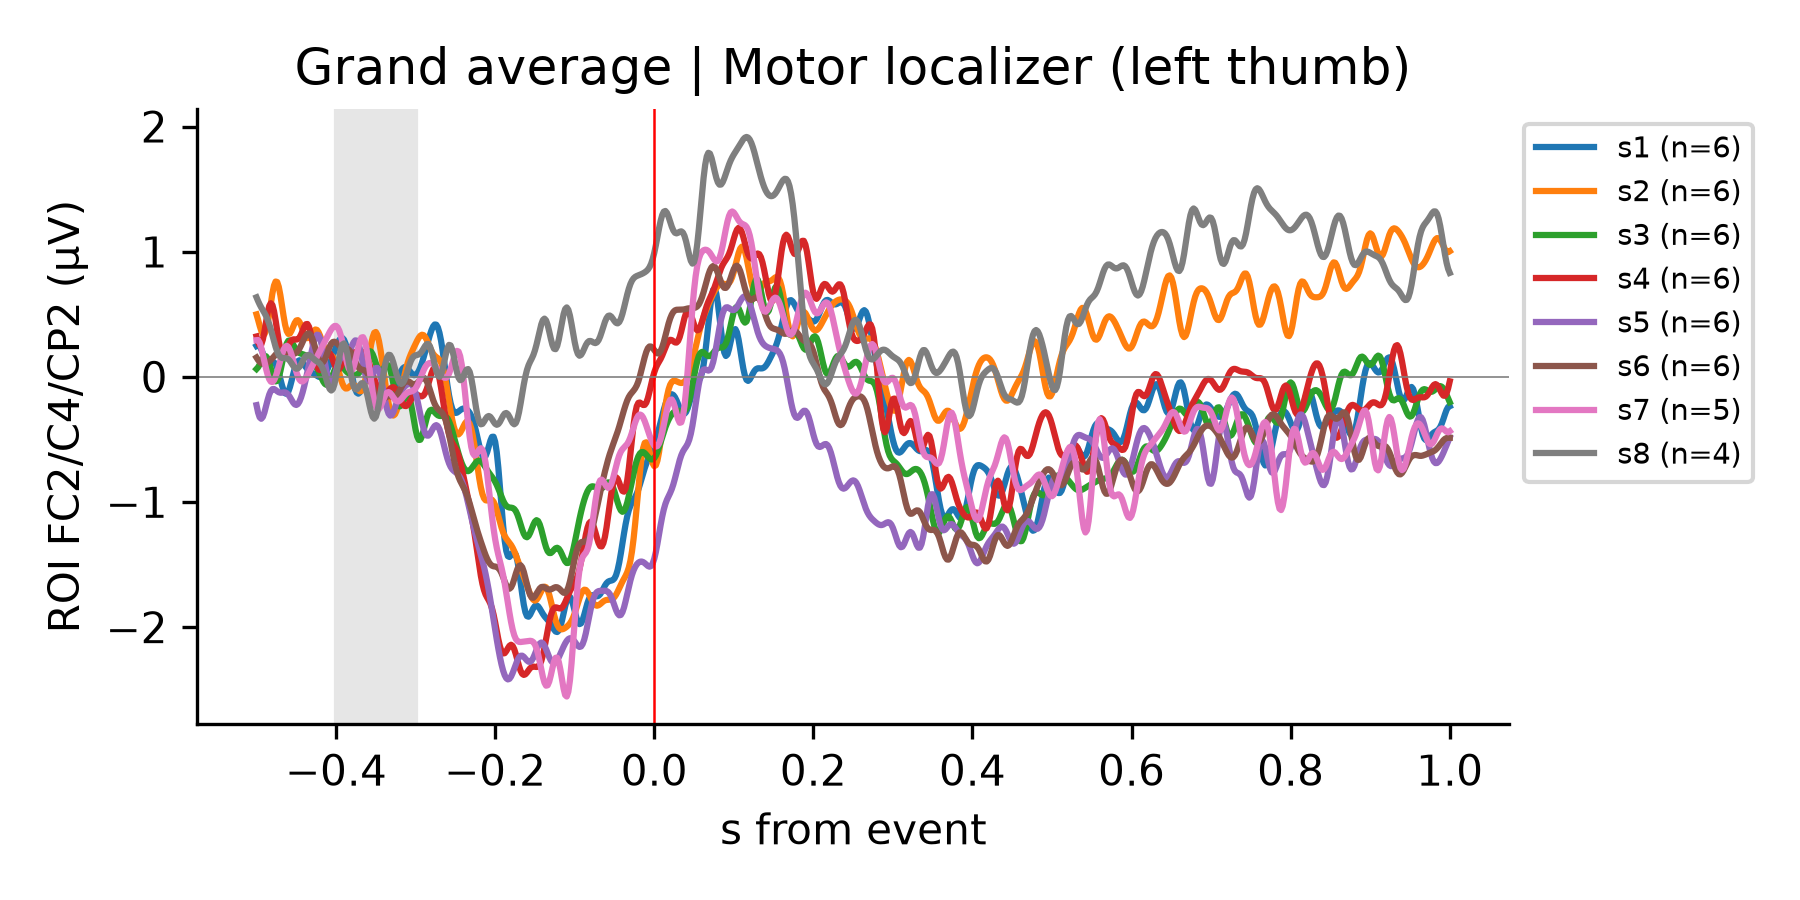 Grand average | Motor localizer (left thumb)
ROI FC2/C4/CP2 (µV)
2
1
0
−1
−2
−0.4
−0.2
0.0
0.2
0.4
0.6
0.8
1.0
s from event
s1 (n=6)
s2 (n=6)
s3 (n=6)
s4 (n=6)
s5 (n=6)
s6 (n=6)
s7 (n=5)
s8 (n=4)